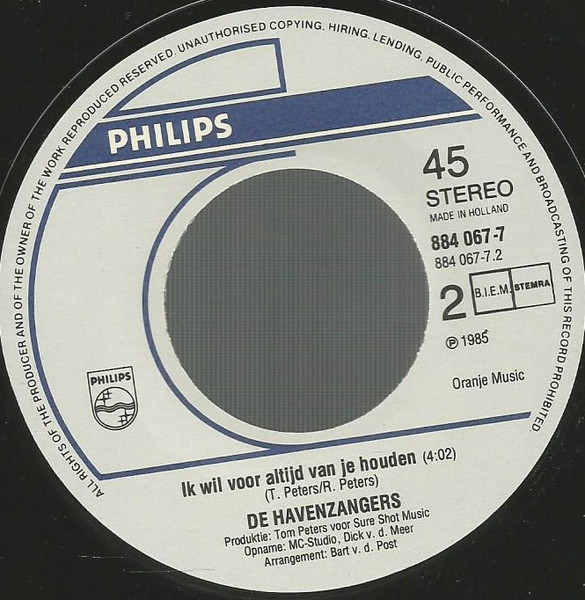 ALL RIGHTS OF THE PRODUCER AND OF THE OWNER OF THE WORK REPRODUCED RESERVED. UNAUTHORISED COPYING, HIRING, LENDING, PUBLIC PERFORMANCE AND BROADCASTING OF THIS RECORD PROHIBITED.
PHILIPS
45
STEREO
MADE IN HOLLAND
884 067-7
884 067-7.2
2 B.I.E.M. STEMRA
℗ 1985
Oranje Music
PHILIPS
Ik wil voor altijd van je houden (4:02)
(T. Peters/R. Peters)
DE HAVENZANGERS
Produktie: Tom Peters voor Sure Shot Music
Opname: MC-Studio, Dick v. d. Meer
Arrangement: Bart v. d. Post